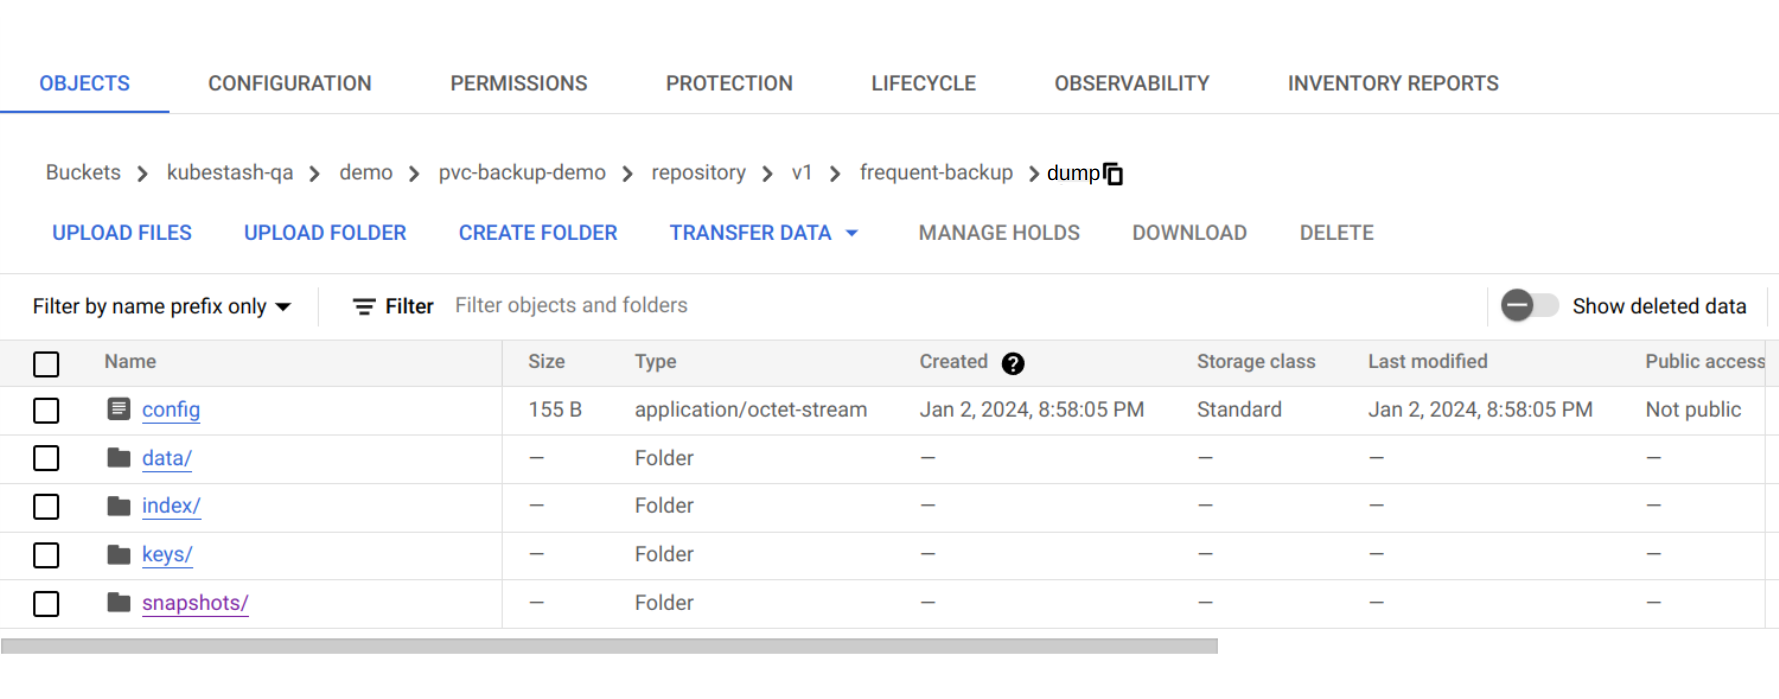 OBJECTS CONFIGURATION PERMISSIONS PROTECTION LIFECYCLE OBSERVABILITY INVENTORY REPORTS
Buckets > kubestash-qa > demo > pvc-backup-demo > repository > v1 > frequent-backup > dump
UPLOAD FILES UPLOAD FOLDER CREATE FOLDER TRANSFER DATA MANAGE HOLDS DOWNLOAD DELETE
Filter by name prefix only Filter Filter objects and folders Show deleted data
Name Size Type Created ? Storage class Last modified Public access
config 155 B application/octet-stream Jan 2, 2024, 8:58:05 PM Standard Jan 2, 2024, 8:58:05 PM Not public
data/ — Folder — — — —
index/ — Folder — — — —
keys/ — Folder — — — —
snapshots/ — Folder — — — —